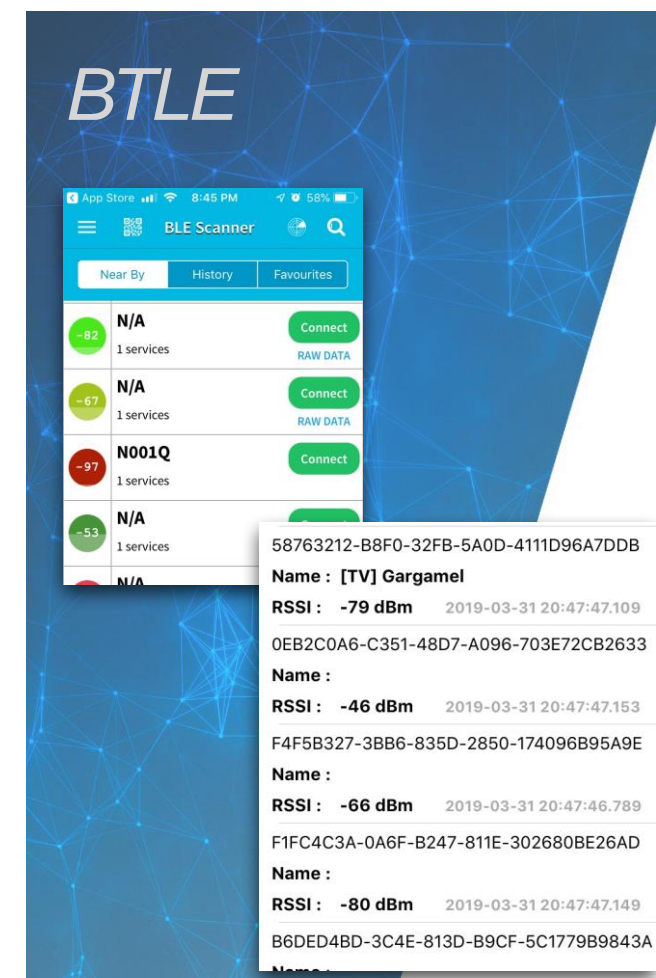 BTLE
App Store 8:45 PM 58%
BLE Scanner
Near By History Favourites
-82 N/A Connect
1 services RAW DATA
-67 N/A Connect
1 services RAW DATA
-97 N001Q Connect
1 services
-53 N/A
1 services
N/A
58763212-B8F0-32FB-5A0D-4111D96A7DDB
Name : [TV] Gargamel
RSSI : -79 dBm 2019-03-31 20:47:47.109
0EB2C0A6-C351-48D7-A096-703E72CB2633
Name :
RSSI : -46 dBm 2019-03-31 20:47:47.153
F4F5B327-3BB6-835D-2850-174096B95A9E
Name :
RSSI : -66 dBm 2019-03-31 20:47:46.789
F1FC4C3A-0A6F-B247-811E-302680BE26AD
Name :
RSSI : -80 dBm 2019-03-31 20:47:47.149
B6DED4BD-3C4E-813D-B9CF-5C1779B9843A
Name :